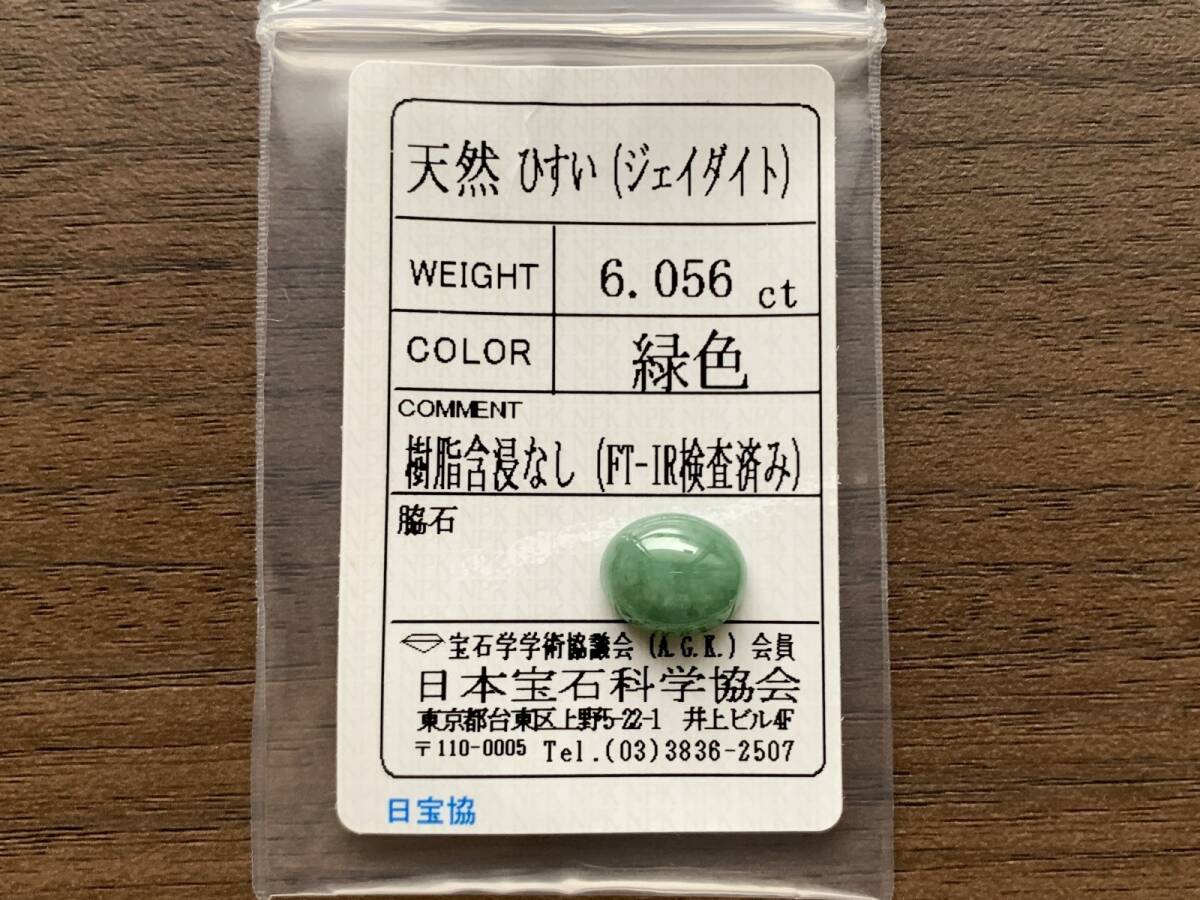 天然 ひすい (ジェイダイト)
WEIGHT 6.056 ct
COLOR 緑色
COMMENT
樹脂含浸なし (FT-IR検査済み)
脇石
宝石学学術協議会 (A.G.K.) 会員
日本宝石科学協会
東京都台東区上野5-22-1 井上ビル4F
〒110-0005 Tel.(03)3836-2507
日宝協